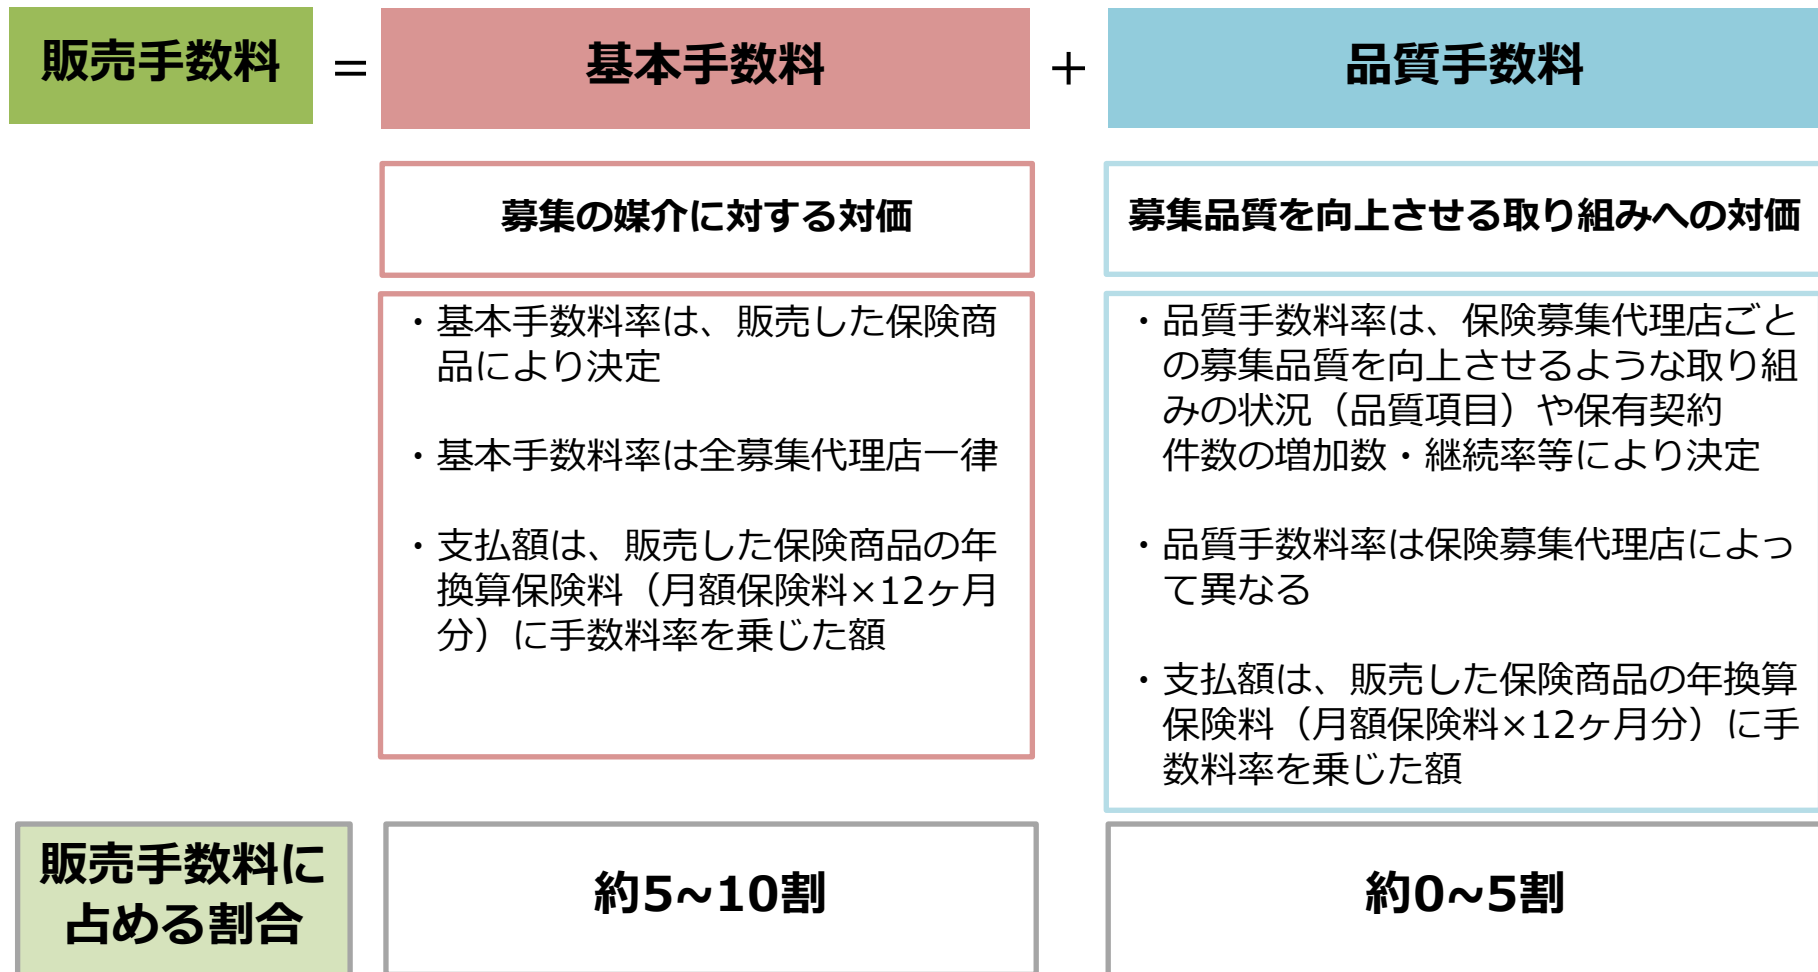 販売手数料 = 基本手数料 + 品質手数料
募集の媒介に対する対価
募集品質を向上させる取り組みへの対価
・基本手数料率は、販売した保険商
品により決定
・基本手数料率は全募集代理店一律
・支払額は、販売した保険商品の年
換算保険料（月額保険料×12ヶ月
分）に手数料率を乗じた額
・品質手数料率は、保険募集代理店ごと
の募集品質を向上させるような取り組
みの状況（品質項目）や保有契約
件数の増加数・継続率等により決定
・品質手数料率は保険募集代理店によっ
て異なる
・支払額は、販売した保険商品の年換算
保険料（月額保険料×12ヶ月分）に手
数料率を乗じた額
販売手数料に
占める割合
約5~10割
約0~5割